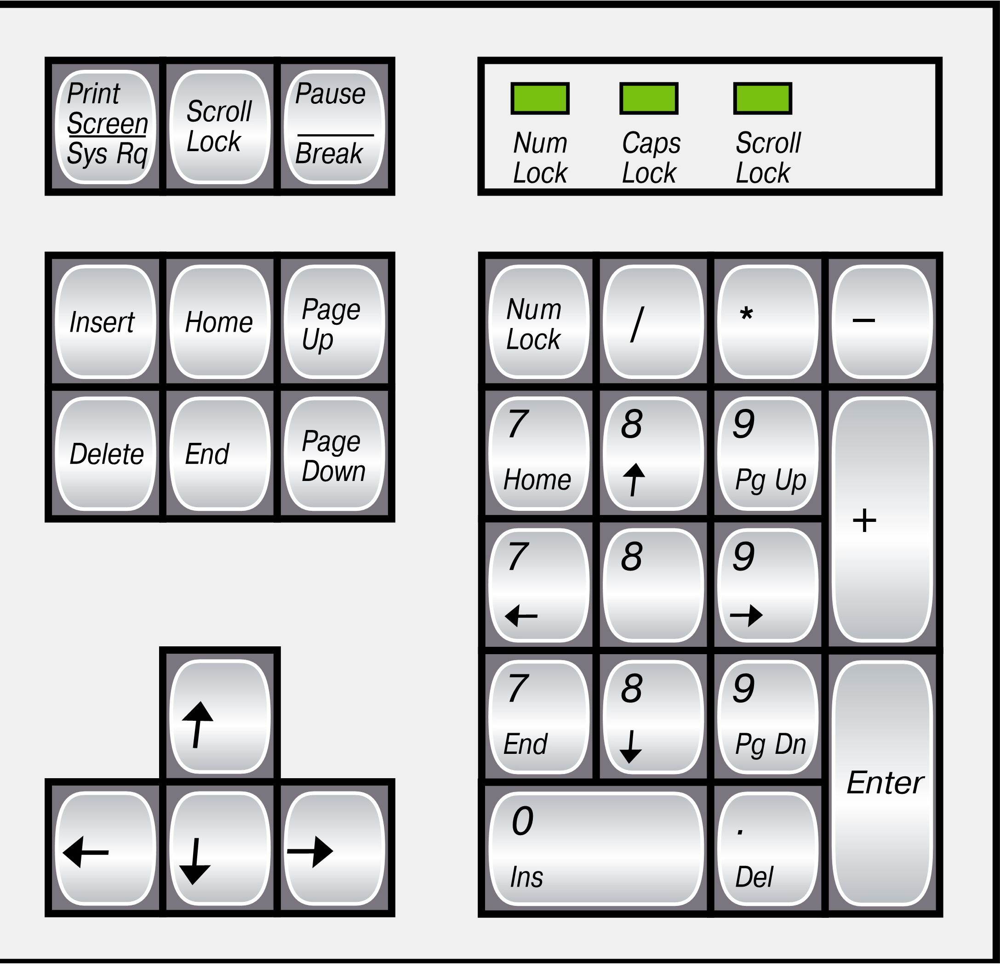 Print
Screen
Sys Rq
Scroll
Lock
Pause
Break
Num
Lock
Caps
Lock
Scroll
Lock
Insert
Home
Page
Up
Delete
End
Page
Down
Num
Lock
/
*
−
7
Home
8
↑
9
Pg Up
+
7
←
8
9
→
7
End
8
↓
9
Pg Dn
Enter
0
Ins
.
Del
↑
←
↓
→